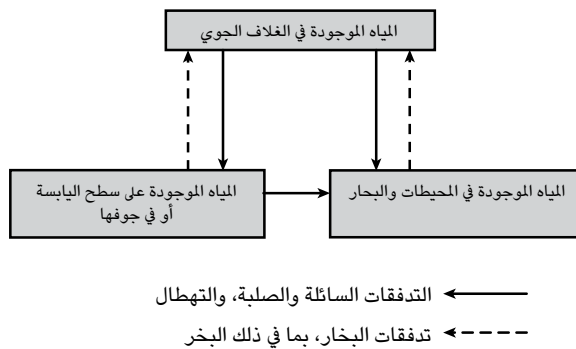 المياه الموجودة في الغلاف الجوي
المياه الموجودة على سطح اليابسة
أو في جوفها
المياه الموجودة في المحيطات والبحار
التدفقات السائلة والصلبة، والتهطال
تدفقات البخار، بما في ذلك البخر